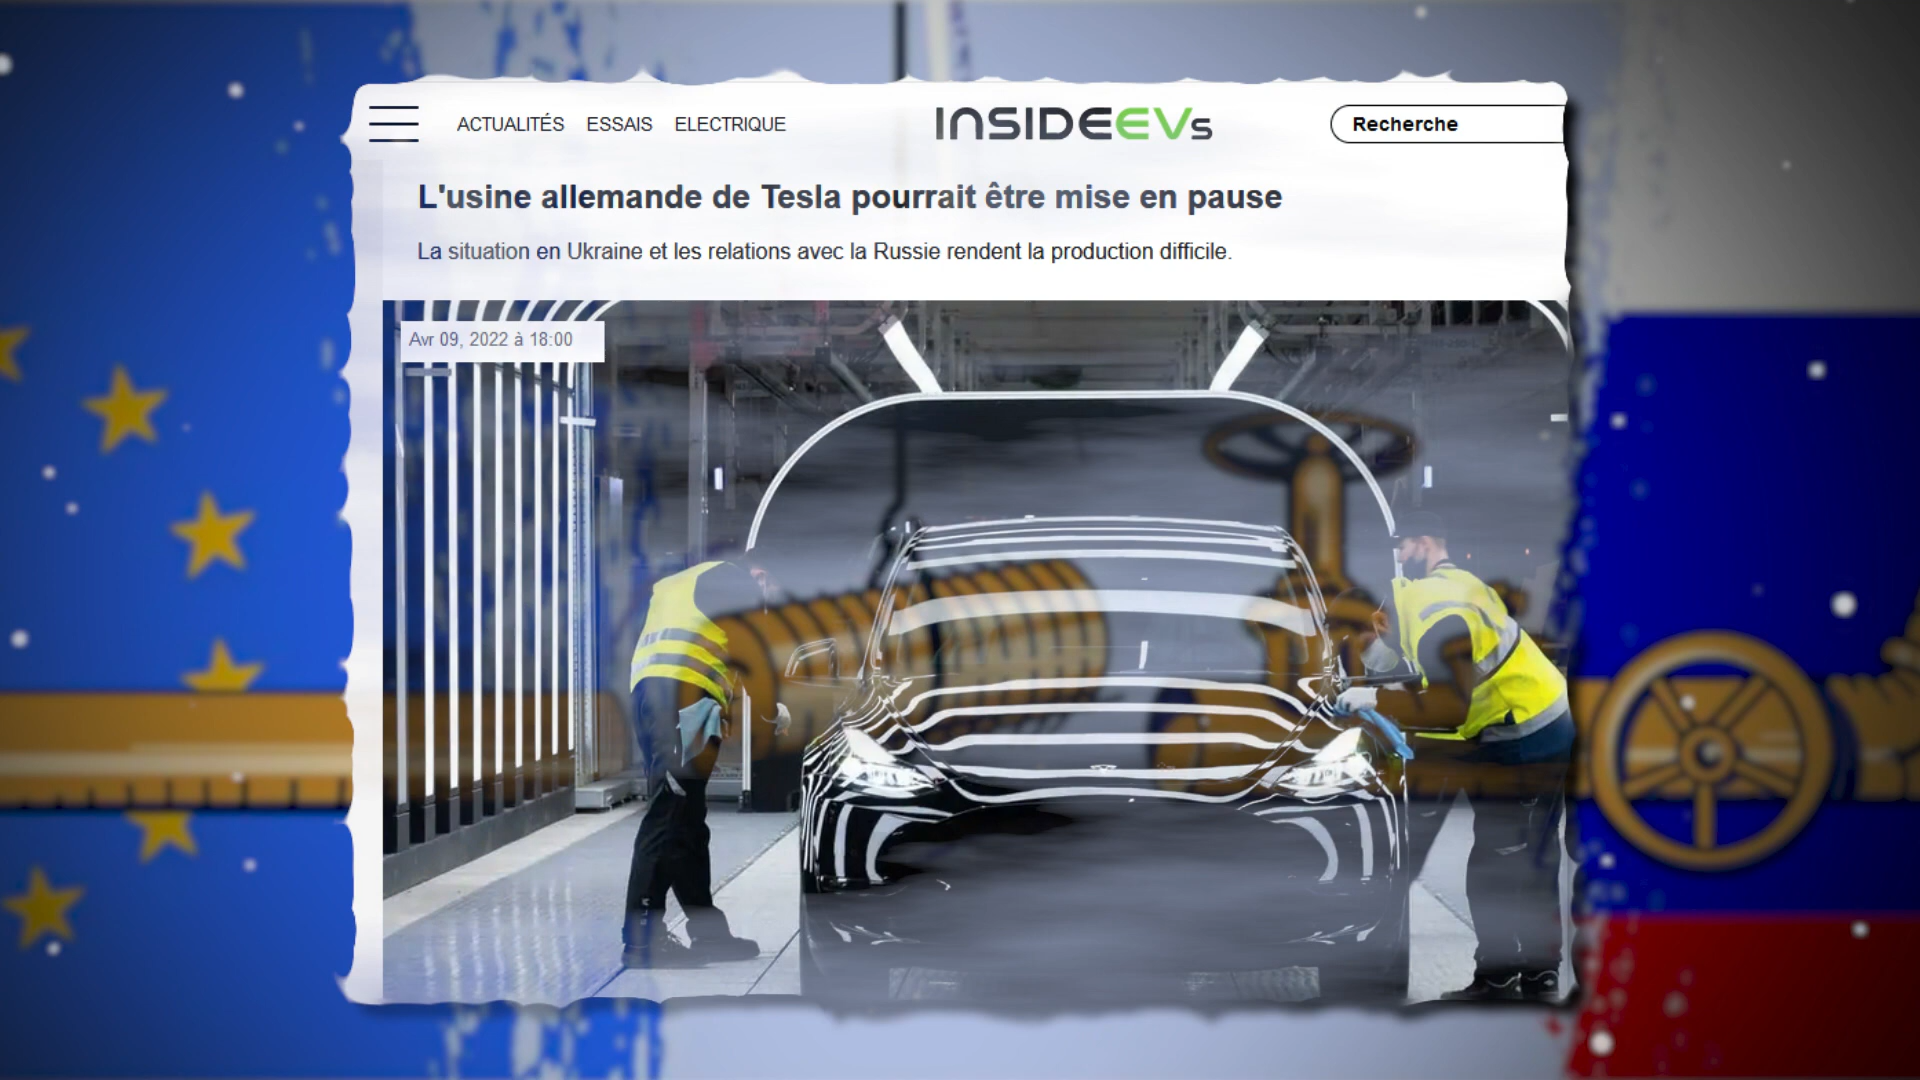 ACTUALITÉS ESSAIS ELECTRIQUE
INSIDEEVs
Recherche
L'usine allemande de Tesla pourrait être mise en pause
La situation en Ukraine et les relations avec la Russie rendent la production difficile.
Avr 09, 2022 à 18:00